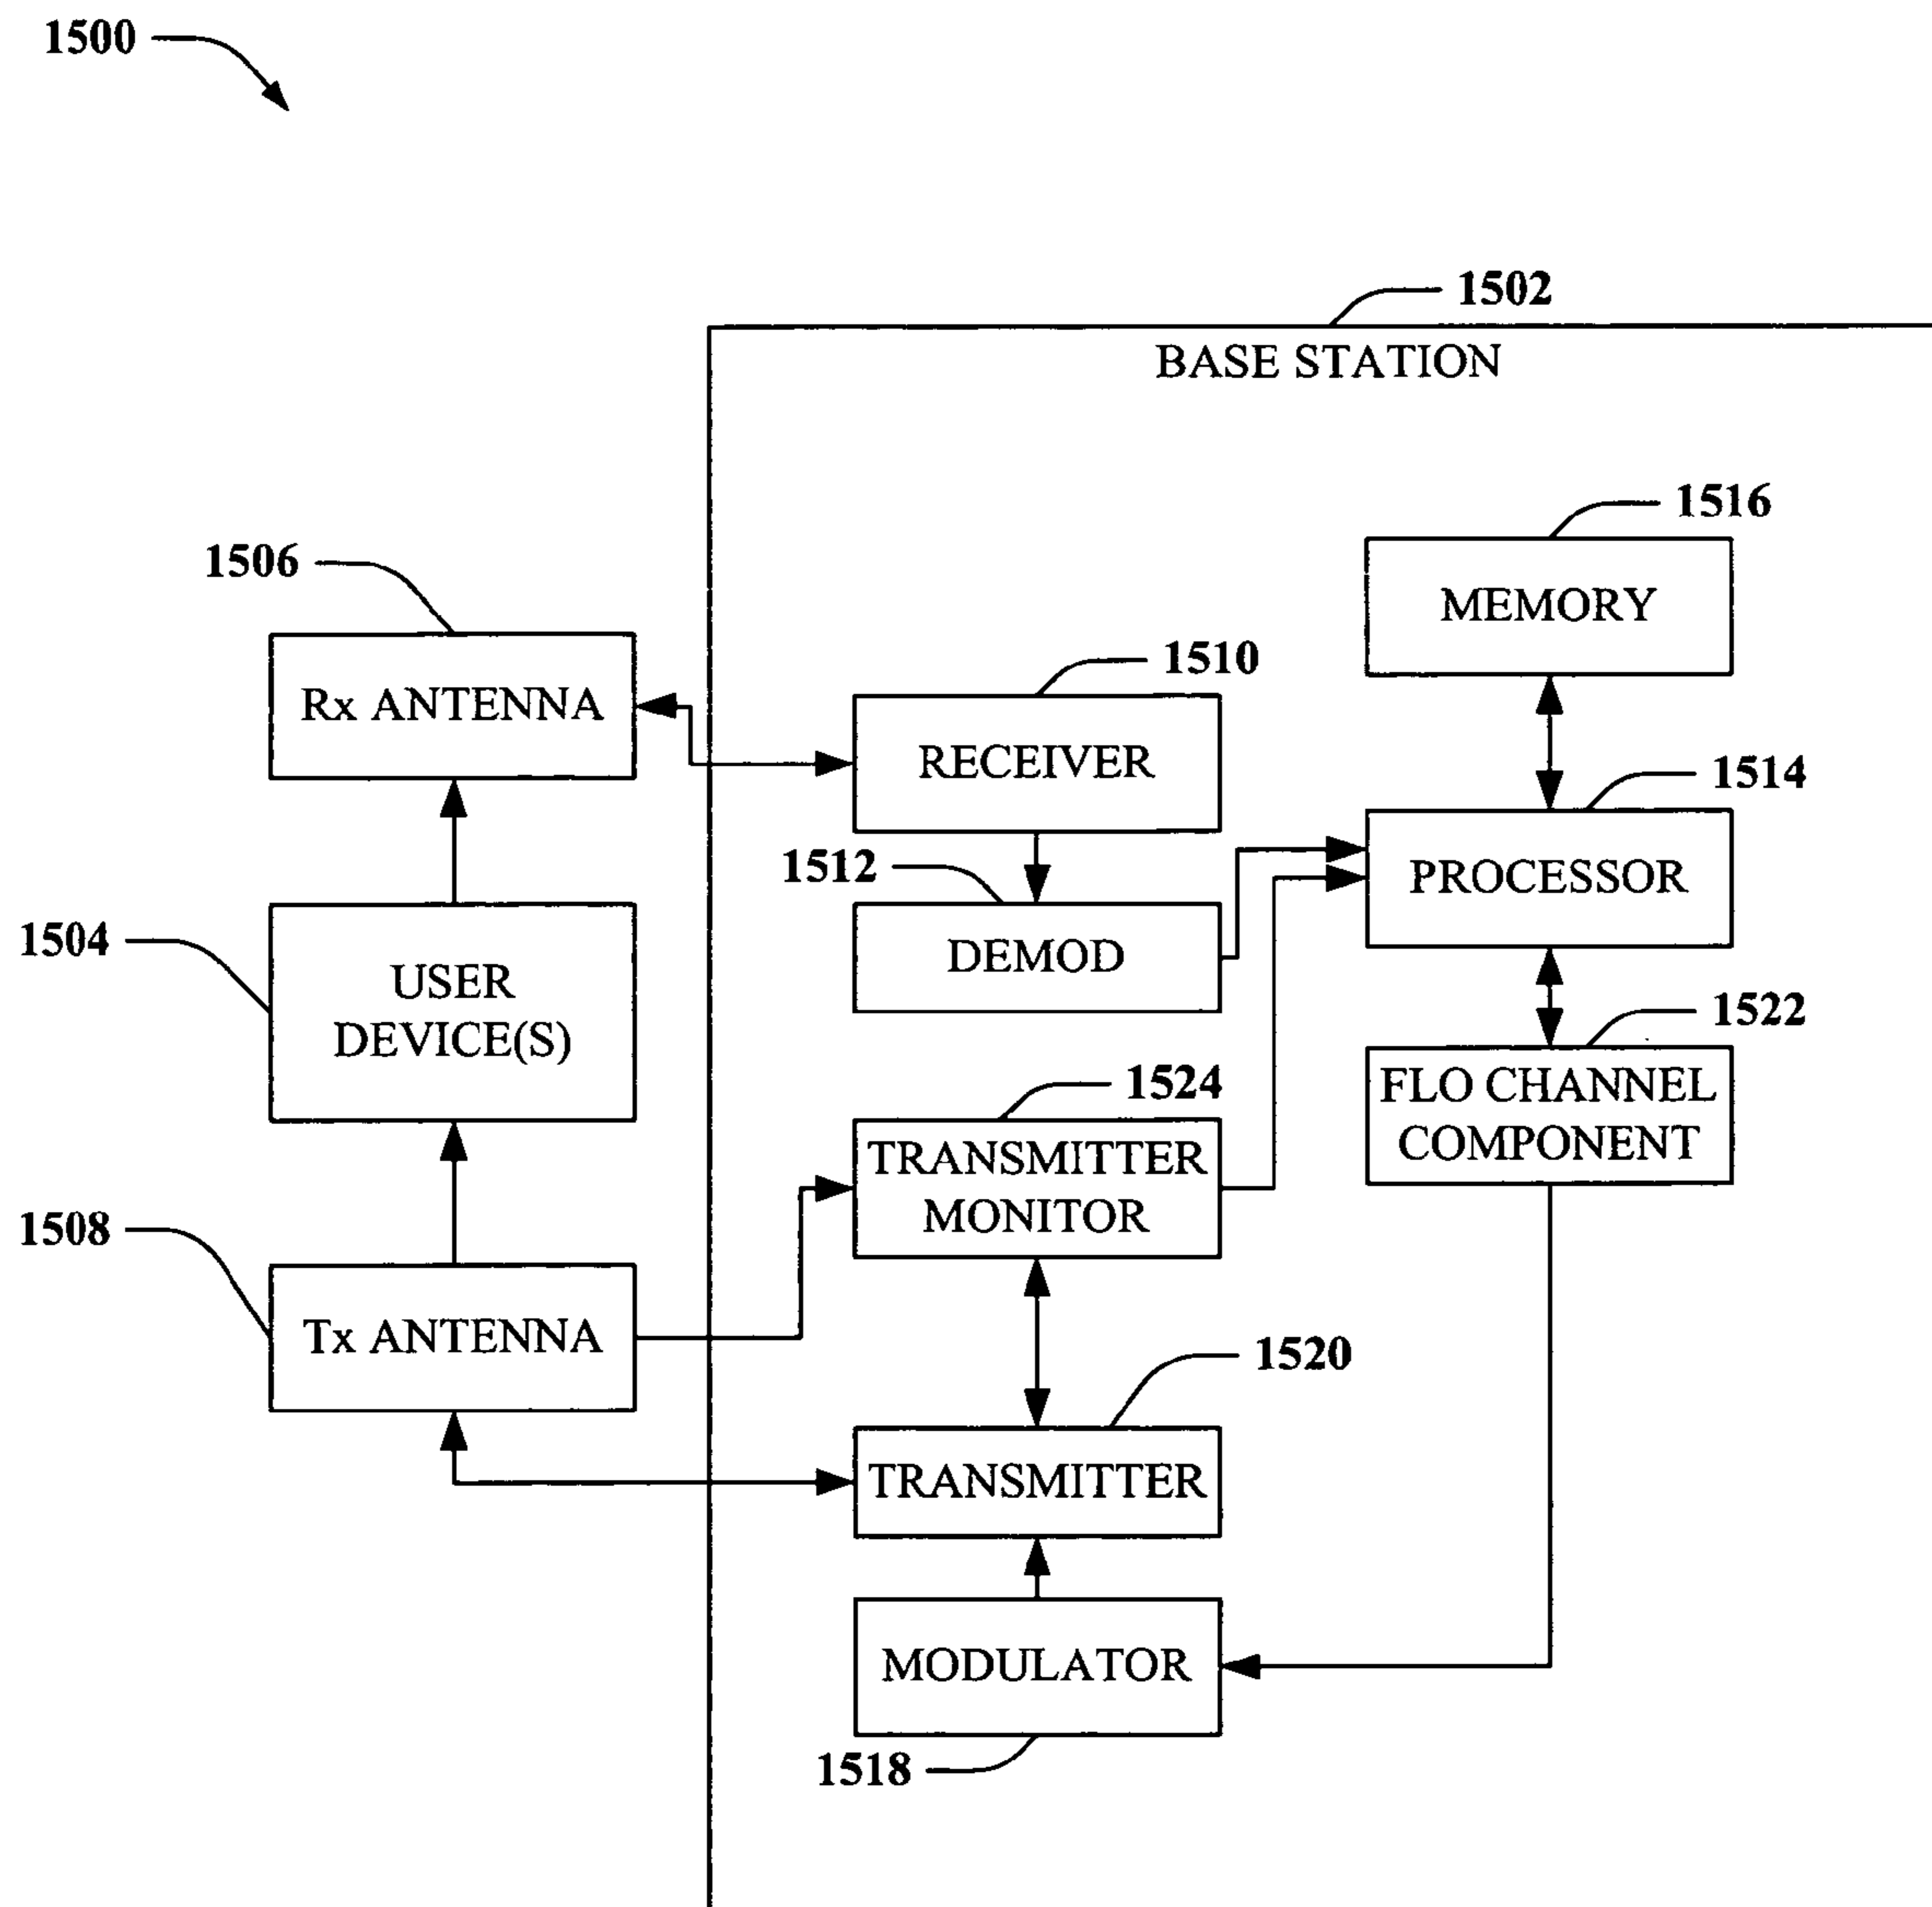 1500
1502
BASE STATION
1516
MEMORY
1506
Rx ANTENNA
1510
RECEIVER
1514
PROCESSOR
1512
DEMOD
1504
USER
DEVICE(S)
1522
FLO CHANNEL
COMPONENT
1524
TRANSMITTER
MONITOR
1508
Tx ANTENNA
1520
TRANSMITTER
MODULATOR
1518